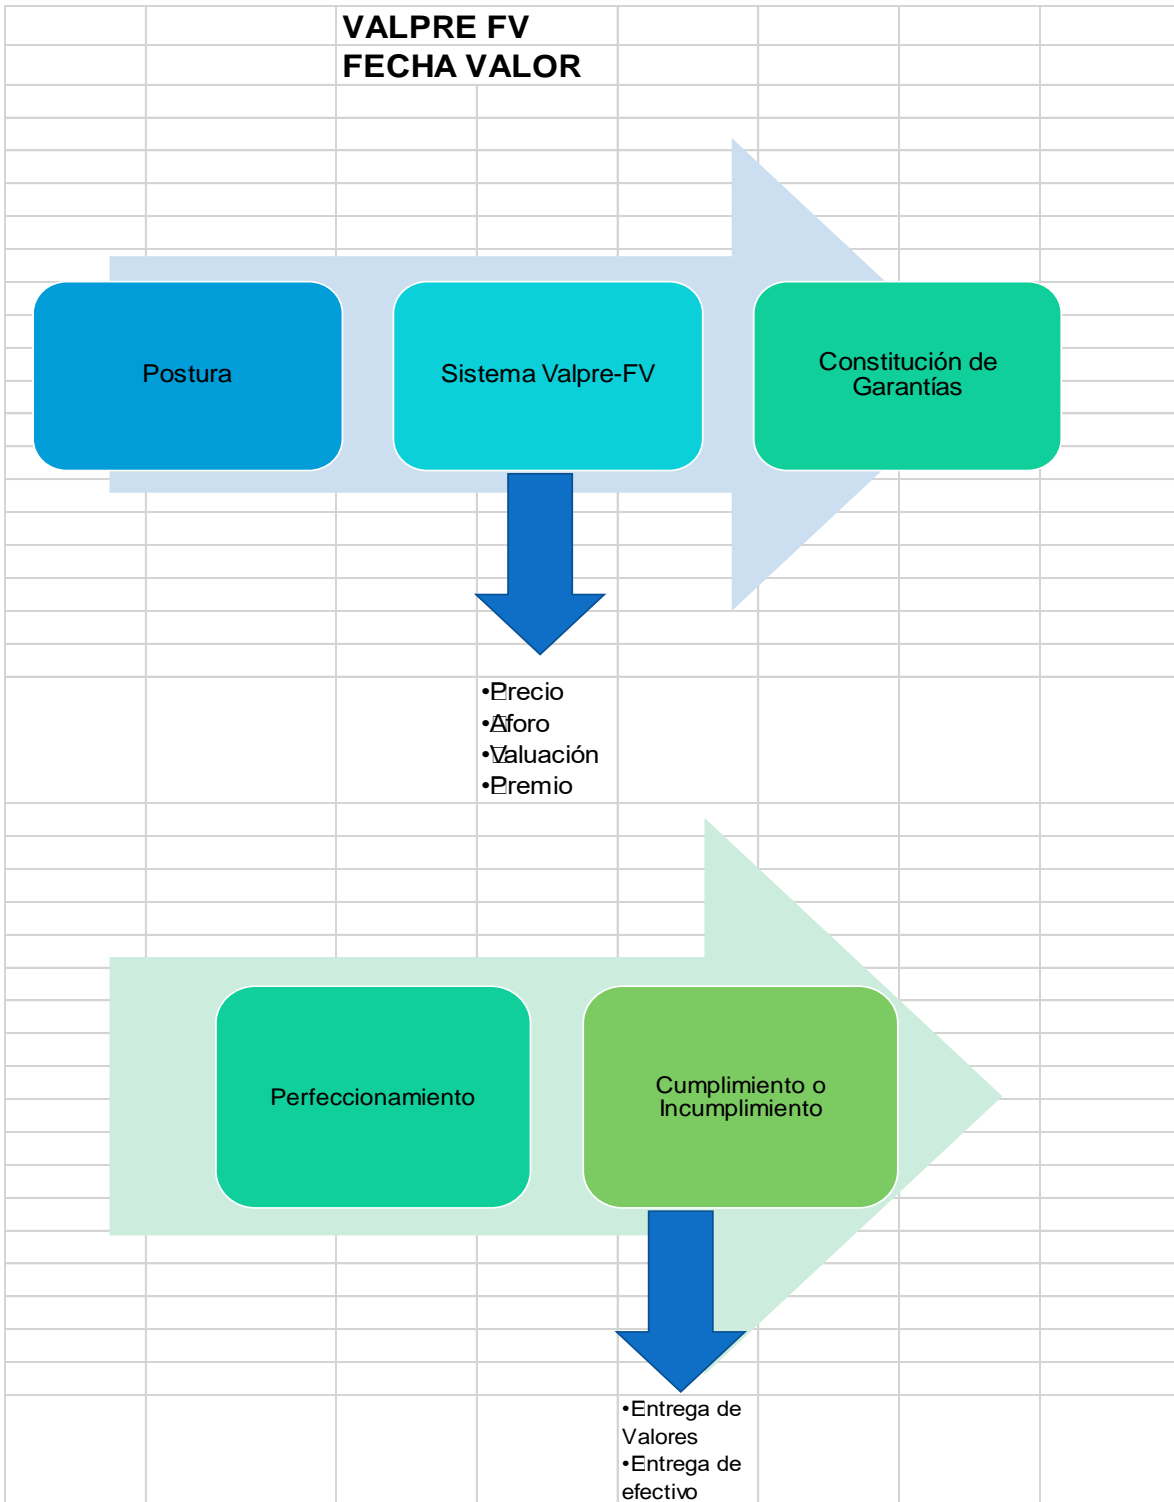 VALPRE FV
FECHA VALOR
Postura
Sistema Valpre-FV
Constitución de
Garantías
•Precio
•Aforo
•Valuación
•Premio
Perfeccionamiento
Cumplimiento o
Incumplimiento
•Entrega de
Valores
•Entrega de
efectivo